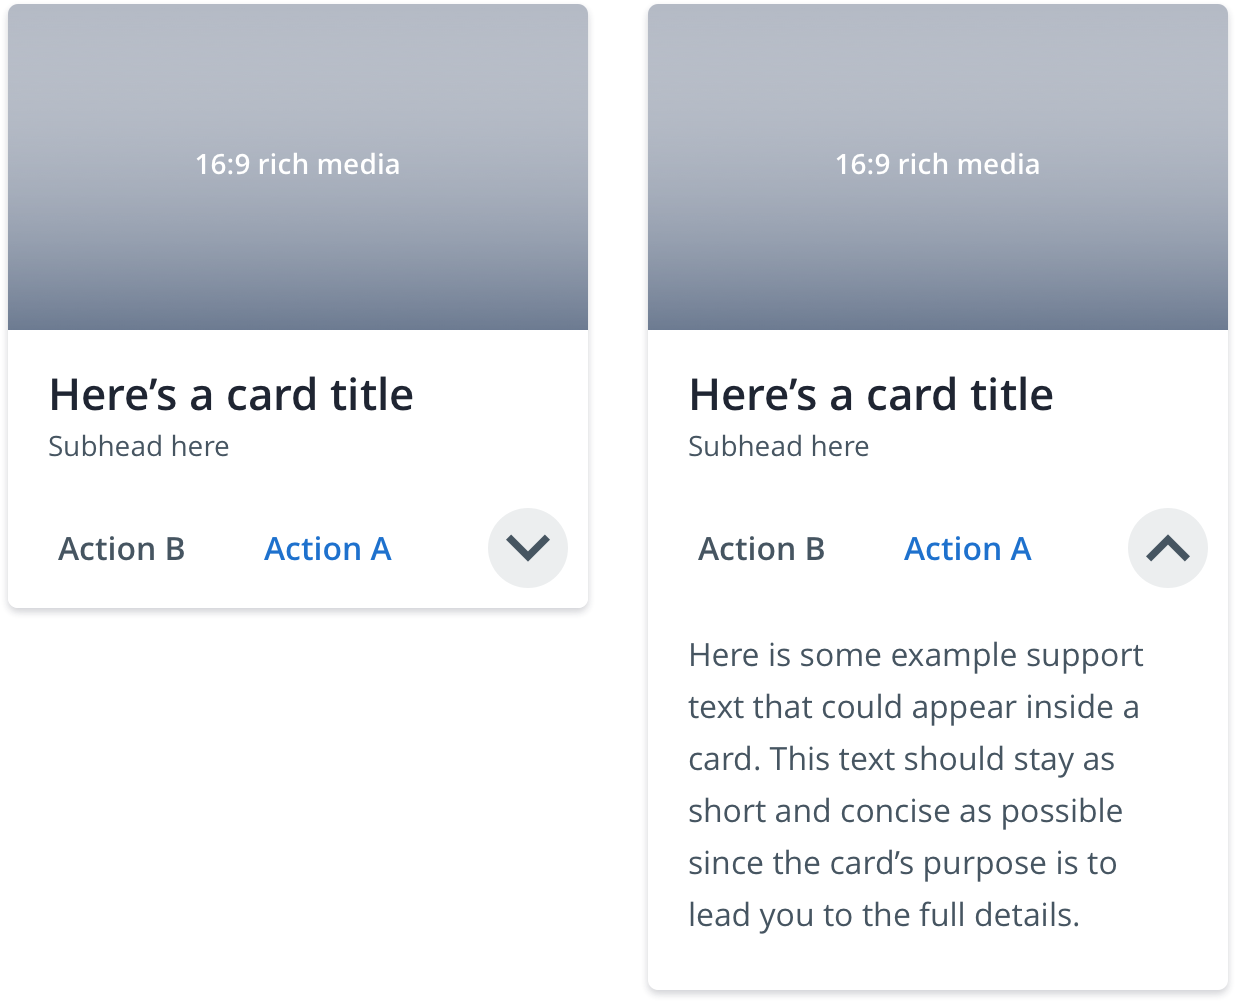 16:9 rich media
Here’s a card title
Subhead here
Action B
Action A
16:9 rich media
Here’s a card title
Subhead here
Action B
Action A
Here is some example support
text that could appear inside a
card. This text should stay as
short and concise as possible
since the card’s purpose is to
lead you to the full details.